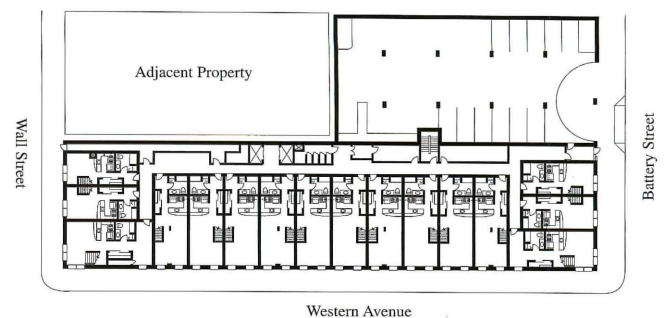 Adjacent Property
Wall Street
Battery Street
Western Avenue